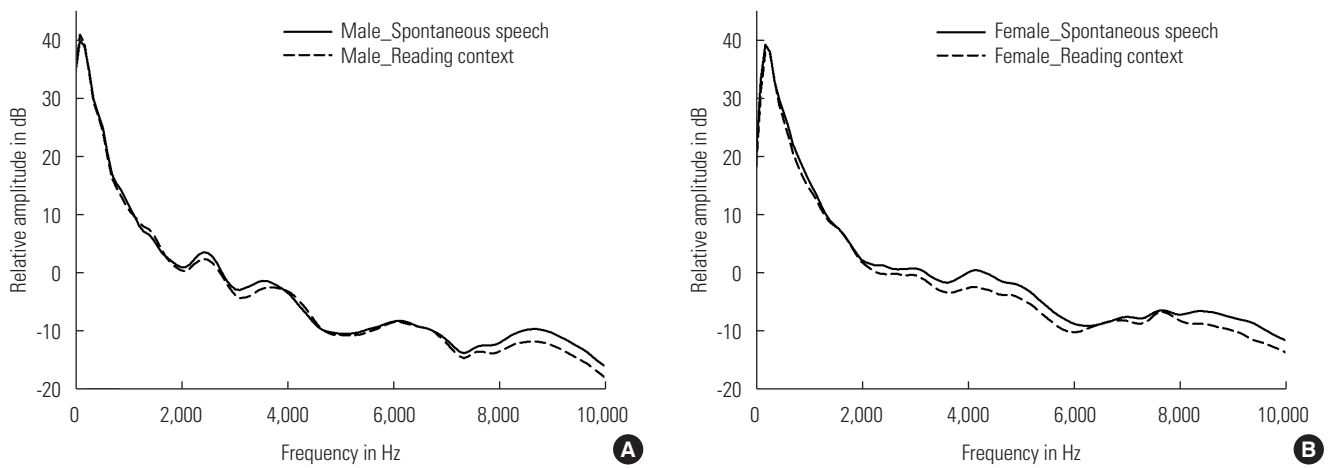 Male_Spontaneous speech
Male_Reading context
40
30
20
10
0
-10
-20
Relative amplitude in dB
0 2,000 4,000 6,000 8,000 10,000
Frequency in Hz
A
Female_Spontaneous speech
Female_Reading context
40
30
20
10
0
-10
-20
Relative amplitude in dB
0 2,000 4,000 6,000 8,000 10,000
Frequency in Hz
B